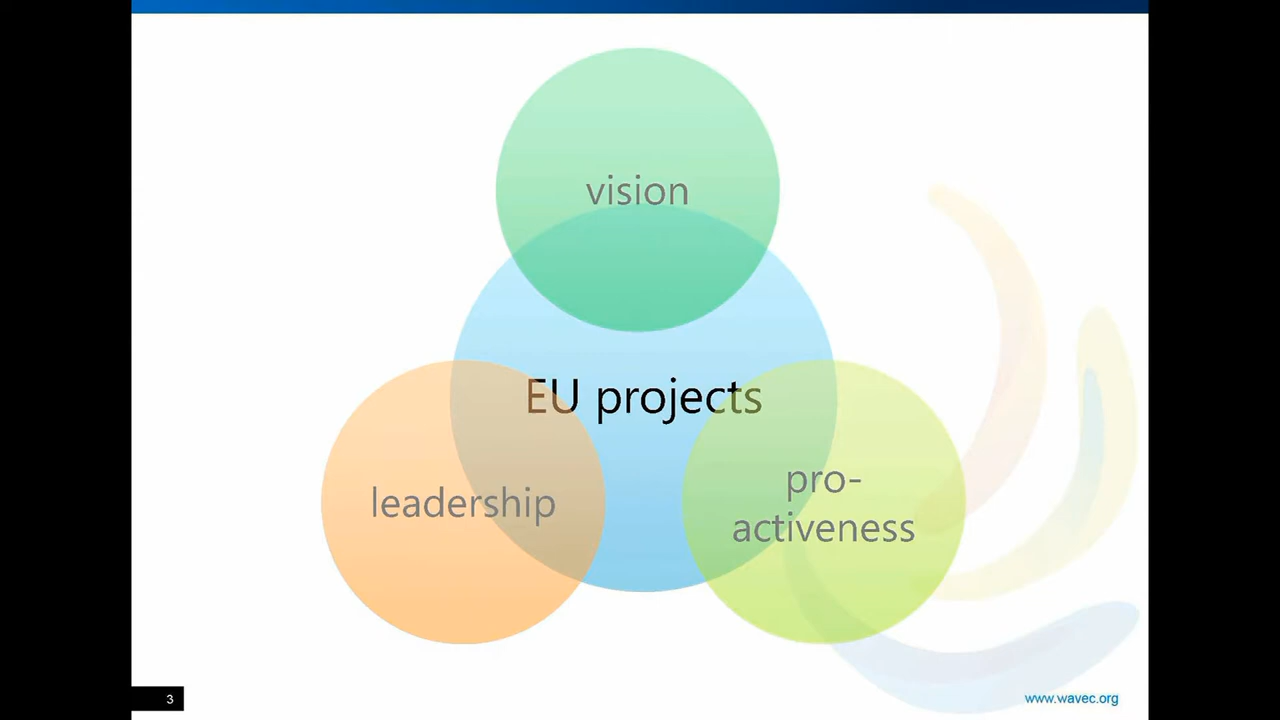 vision
EU projects
leadership
pro-
activeness
3
www.wavec.org